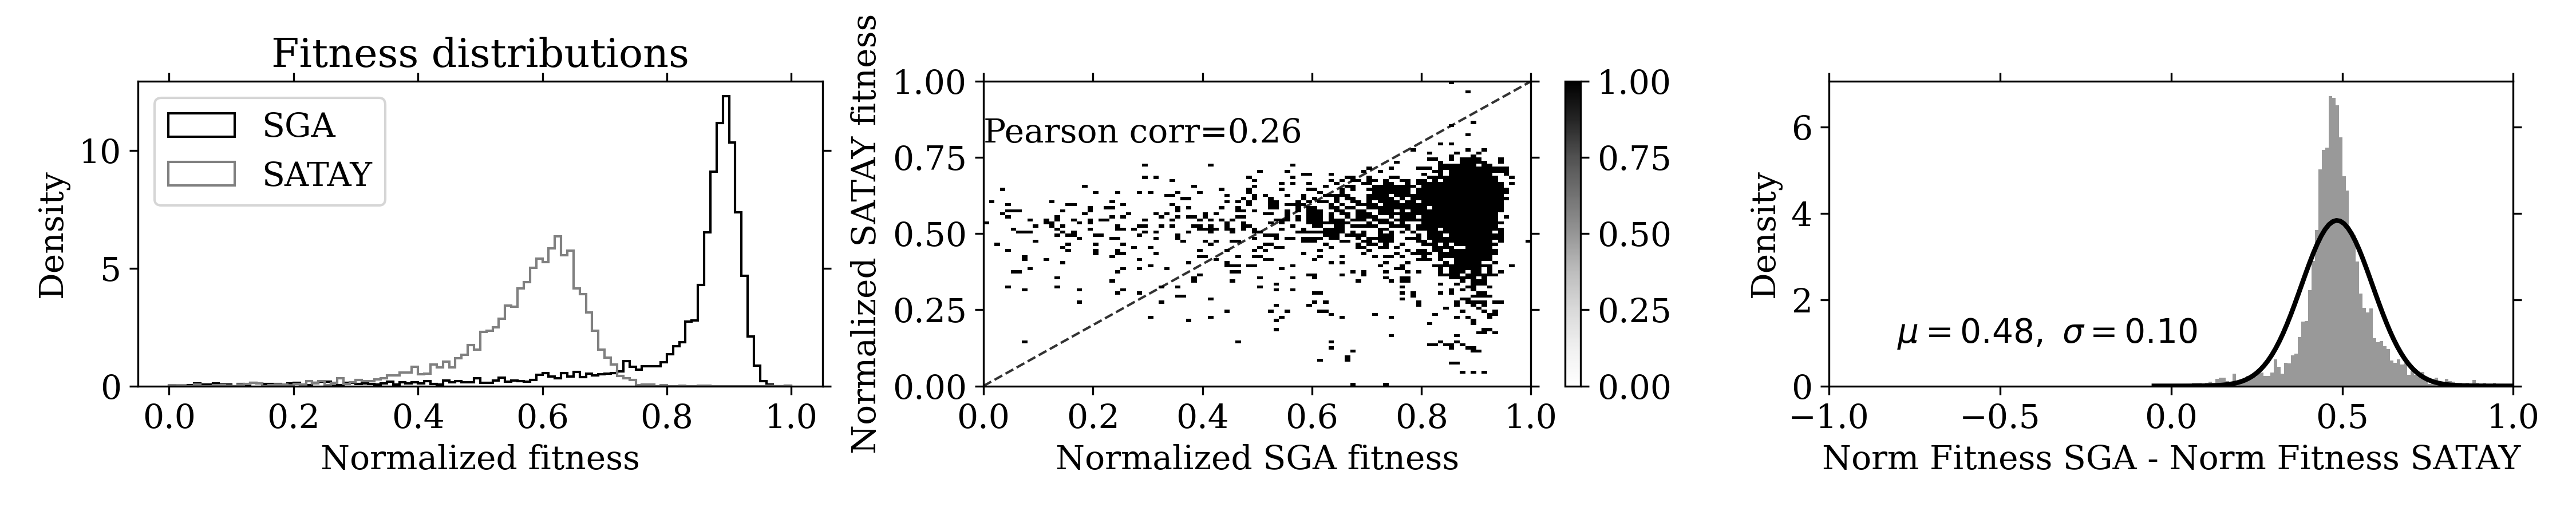 Fitness distributions
SGA
SATAY
Density
0
5
10
0.0 0.2 0.4 0.6 0.8 1.0
Normalized fitness
Normalized SATAY fitness
1.00
0.75
0.50
0.25
0.00
Pearson corr=0.26
0.0 0.2 0.4 0.6 0.8 1.0
Normalized SGA fitness
1.00
0.75
0.50
0.25
0.00
Density
6
4
2
0
μ = 0.48, σ = 0.10
−1.0 −0.5 0.0 0.5 1.0
Norm Fitness SGA - Norm Fitness SATAY